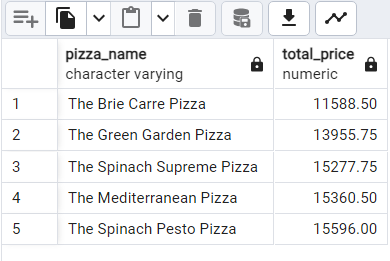 pizza_name total_price
character varying numeric
1 The Brie Carre Pizza 11588.50
2 The Green Garden Pizza 13955.75
3 The Spinach Supreme Pizza 15277.75
4 The Mediterranean Pizza 15360.50
5 The Spinach Pesto Pizza 15596.00